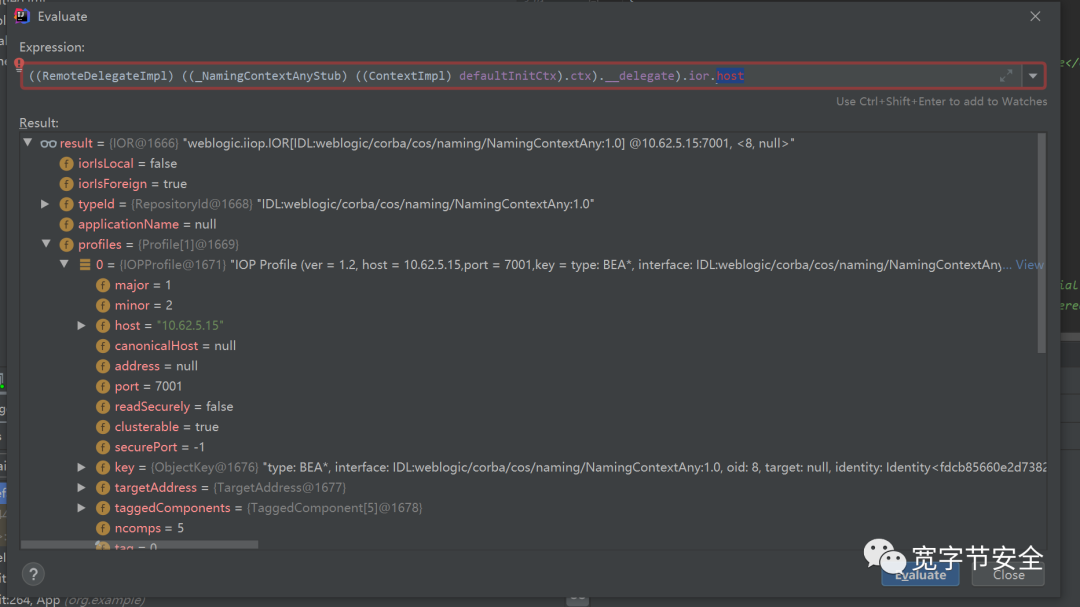 Evaluate
Expression:
((RemoteDelegateImpl) ((_NamingContextAnyStub) ((ContextImpl) defaultInitCtx).ctx).__delegate).ior.host
Use Ctrl+Shift+Enter to add to Watches
Result:
result = {IOR@1666} "weblogic.iiop.IOR[IDL:weblogic/corba/cos/naming/NamingContextAny:1.0] @10.62.5.15:7001, <8, null>"
f iorIsLocal = false
f iorIsForeign = true
f typeId = {RepositoryId@1668} "IDL:weblogic/corba/cos/naming/NamingContextAny:1.0"
f applicationName = null
f profiles = {Profile[1]@1669}
0 = {IOPProfile@1671} "IOP Profile (ver = 1.2, host = 10.62.5.15,port = 7001,key = type: BEA*, interface: IDL:weblogic/corba/cos/naming/NamingContextAny... View
f major = 1
f minor = 2
f host = "10.62.5.15"
f canonicalHost = null
f address = null
f port = 7001
f readSecurely = false
f clusterable = true
f securePort = -1
f key = {ObjectKey@1676} "type: BEA*, interface: IDL:weblogic/corba/cos/naming/NamingContextAny:1.0, oid: 8, target: null, identity: Identity<fdcb85660e2d7382
f targetAddress = {TargetAddress@1677}
f taggedComponents = {TaggedComponent[5]@1678}
f ncomps = 5
tag = 0
宽字节安全
? Evaluate Close
it:264, App (org.example)